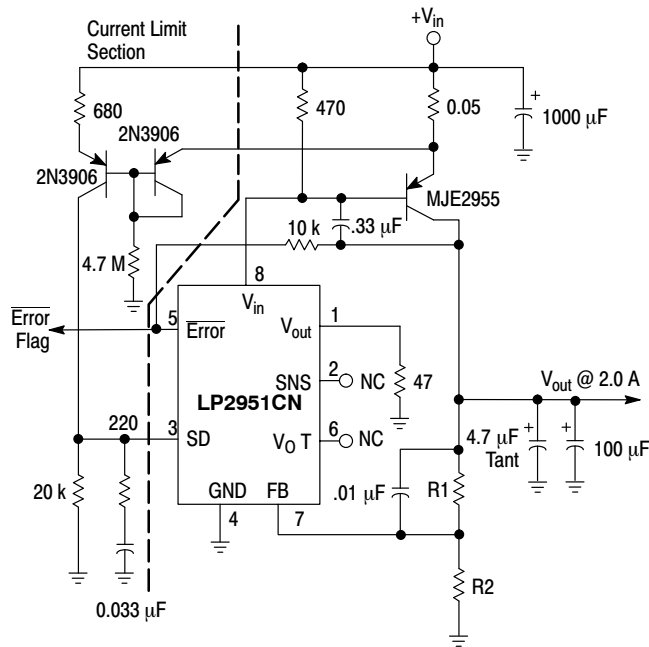 Current Limit
Section
+Vin
680
470
0.05
+
1000 µF
2N3906
2N3906
MJE2955
.33 µF
10 k
4.7 M
8
Vin
Error
Flag
5
Error
Vout
1
47
SNS
2
NC
LP2951CN
Vout @ 2.0 A
220
3
SD
VO T
6
NC
4.7 µF
Tant
+
+
100 µF
20 k
GND
FB
.01 µF
R1
4
7
R2
0.033 µF